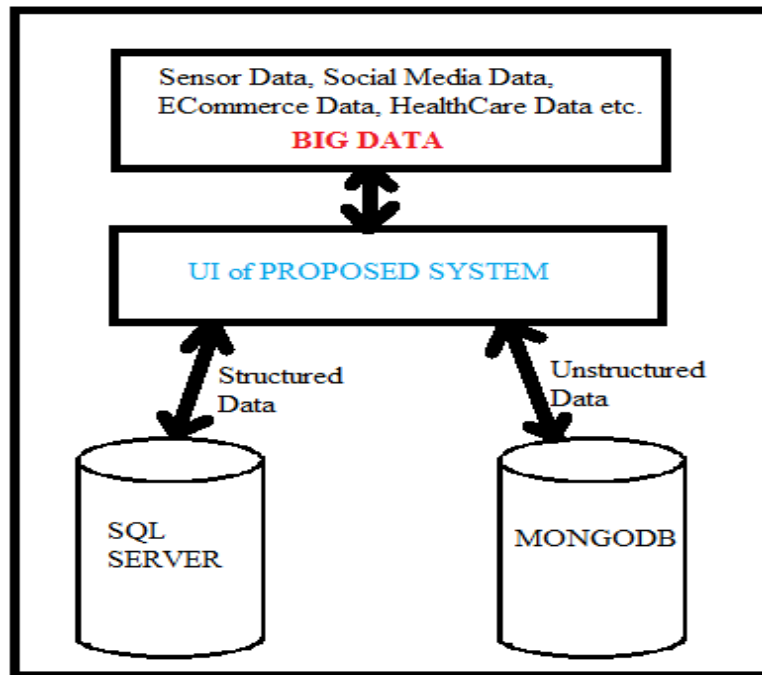 Sensor Data, Social Media Data,
ECommerce Data, HealthCare Data etc.
BIG DATA
UI of PROPOSED SYSTEM
Structured
Data
Unstructured
Data
SQL
SERVER
MONGODB